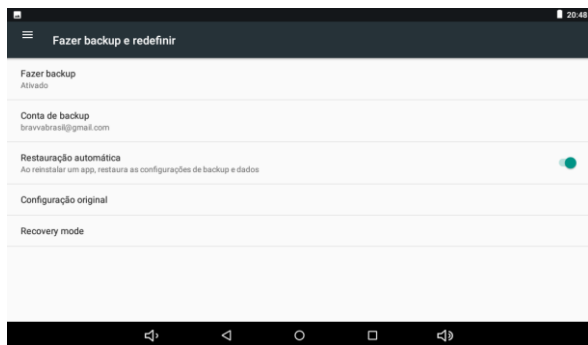 20:48
Fazer backup e redefinir
Fazer backup
Ativado
Conta de backup
bravvabrasil@gmail.com
Restauração automática
Ao reinstalar um app, restaura as configurações de backup e dados
Configuração original
Recovery mode